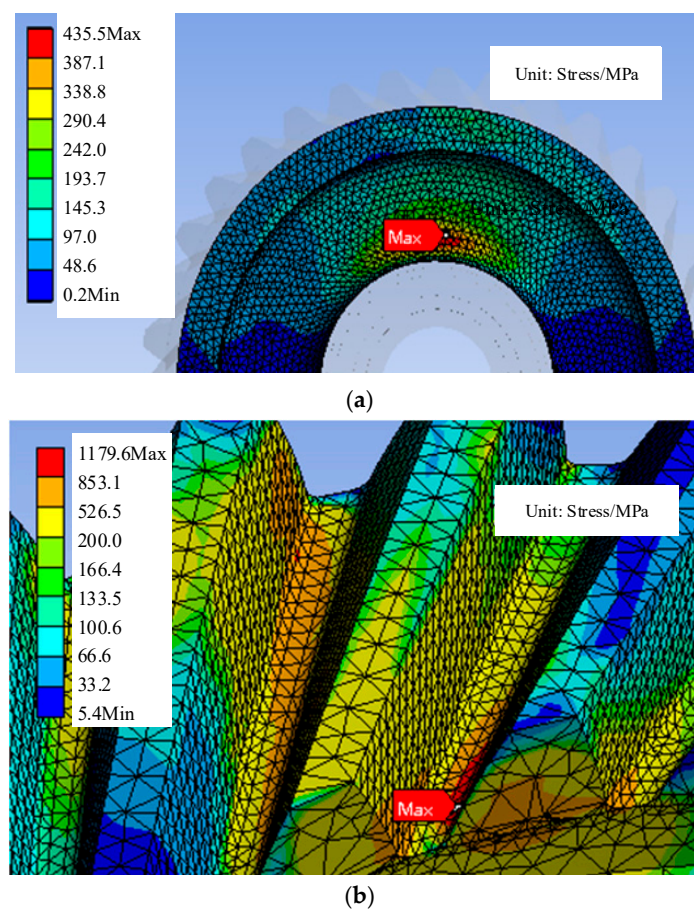 435.5Max
387.1
338.8
290.4
242.0
193.7
145.3
97.0
48.6
0.2Min
Unit: Stress/MPa
Max
(a)
1179.6Max
853.1
526.5
200.0
166.4
133.5
100.6
66.6
33.2
5.4Min
Unit: Stress/MPa
Max
(b)